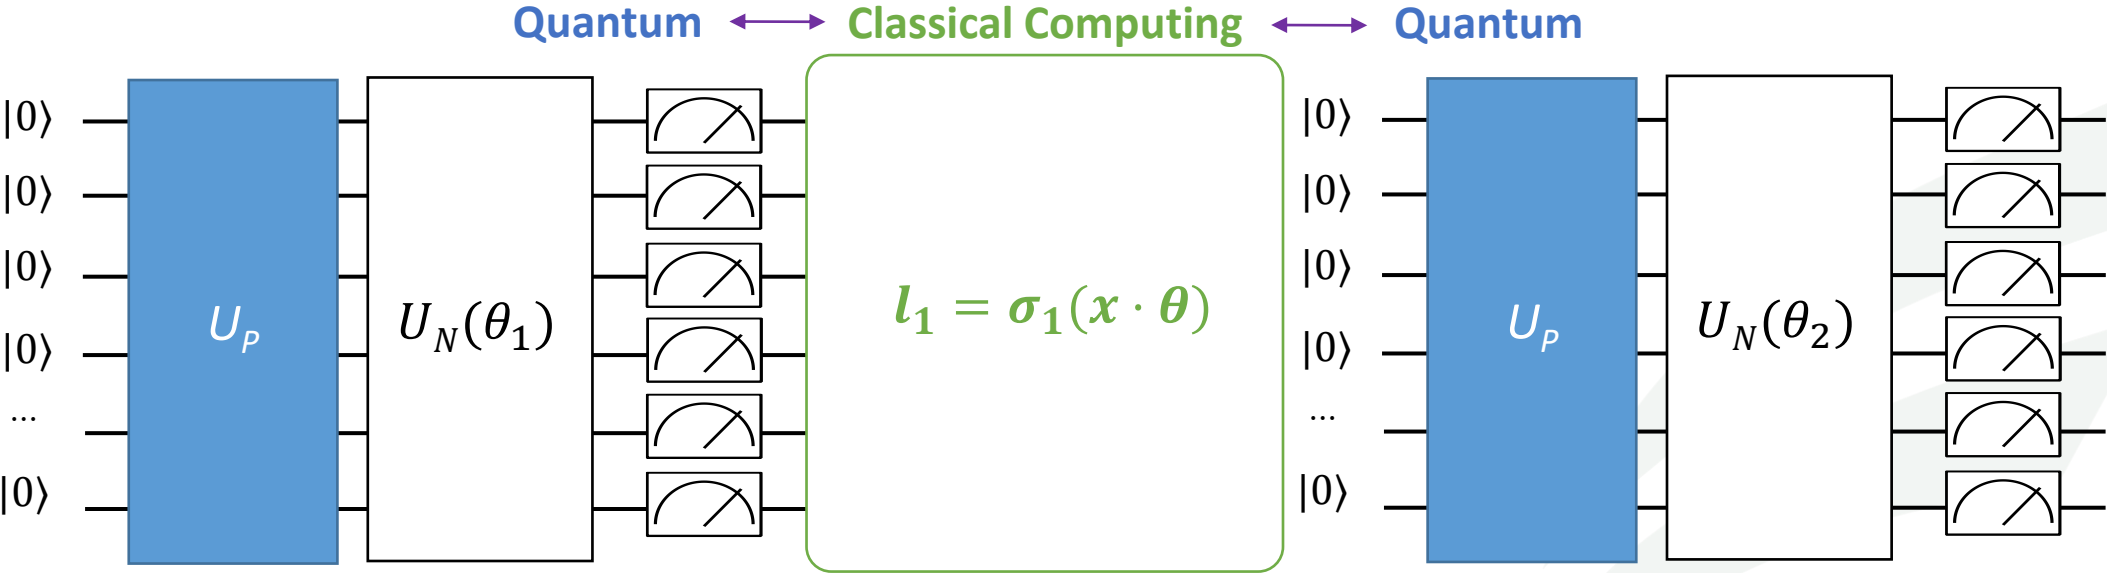 Quantum ↔ Classical Computing ↔ Quantum
|0⟩
|0⟩
|0⟩
|0⟩
...
|0⟩
U_P
U_N(θ_1)
l_1 = σ_1(x · θ)
|0⟩
|0⟩
|0⟩
|0⟩
...
|0⟩
U_P
U_N(θ_2)